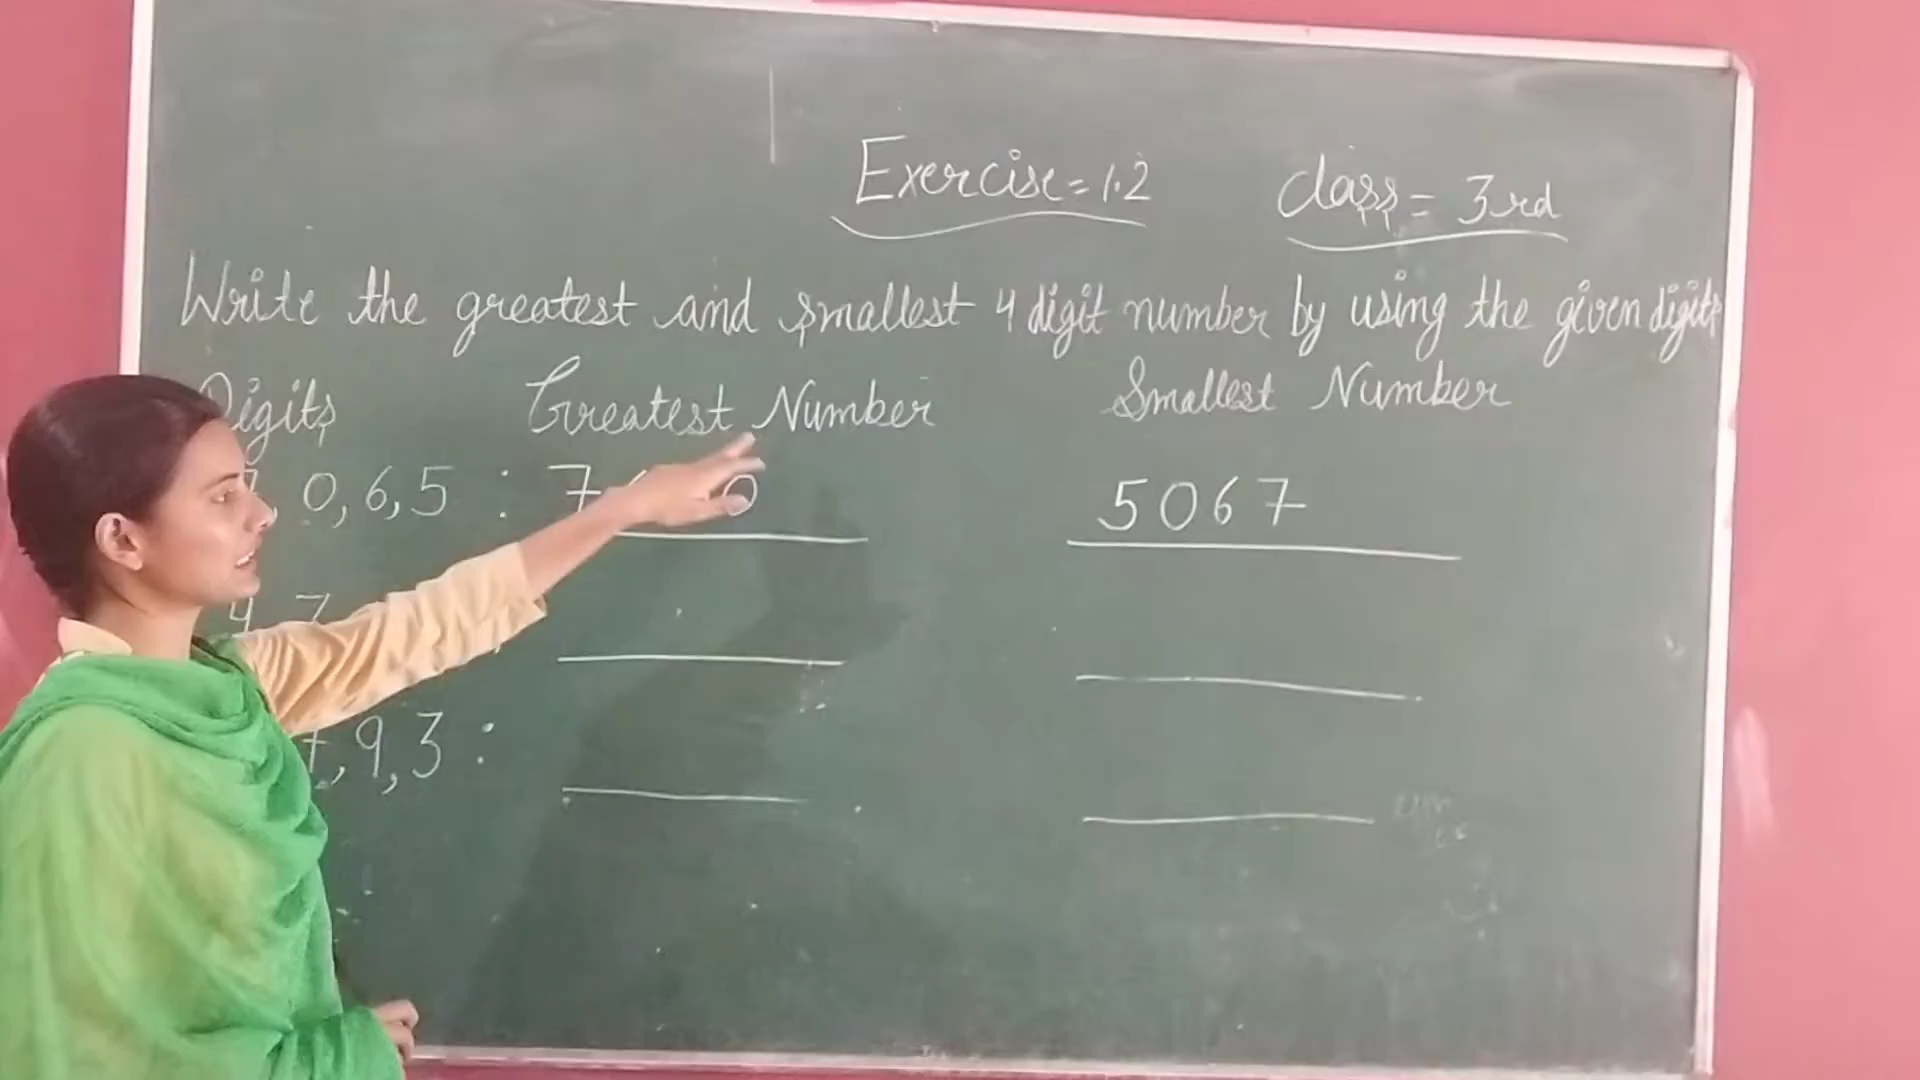 Exercise = 1.2 Class = 3rd
Write the greatest and smallest 4 digit number by using the given digits
Digits Greatest Number Smallest Number
0,6,5 : 7 0 5067
4 7
,9,3 :